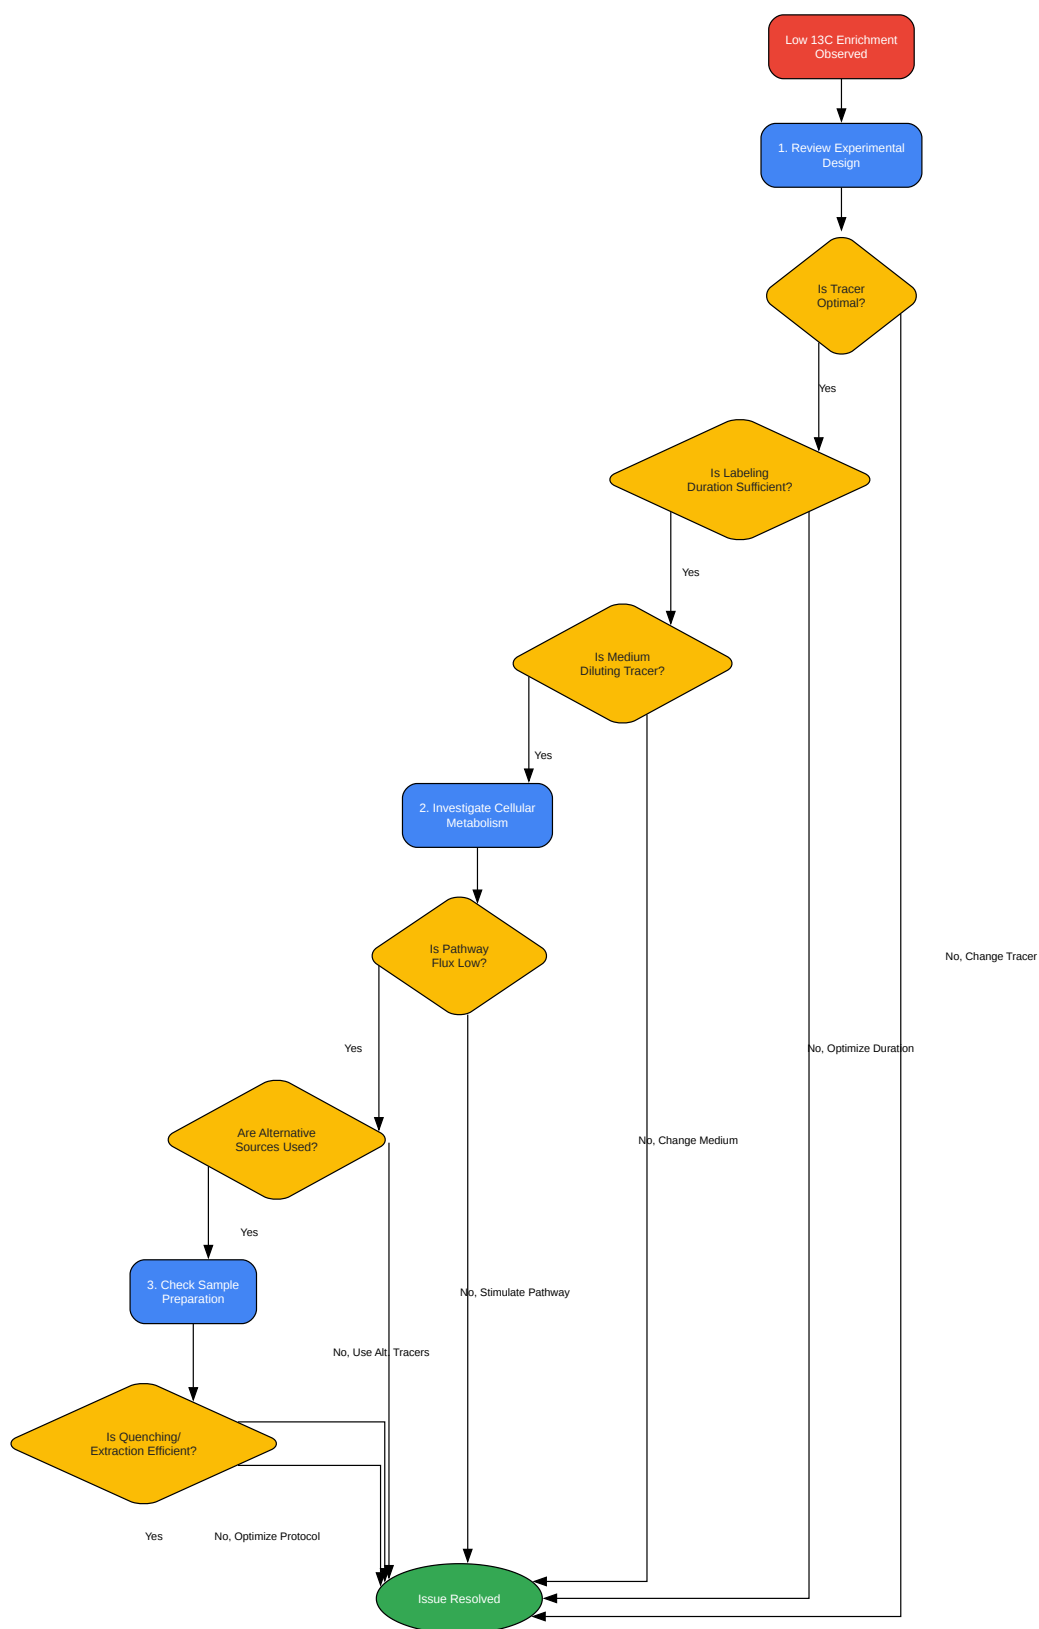 Low 13C Enrichment
Observed
1. Review Experimental
Design
Is Tracer
Optimal?
Yes
Is Labeling
Duration Sufficient?
Yes
Is Medium
Diluting Tracer?
Yes
2. Investigate Cellular
Metabolism
Is Pathway
Flux Low?
No, Change Tracer
Yes
No, Optimize Duration
Are Alternative
Sources Used?
No, Change Medium
Yes
3. Check Sample
Preparation
No, Stimulate Pathway
No, Use Alt. Tracers
Is Quenching/
Extraction Efficient?
Yes
No, Optimize Protocol
Issue Resolved